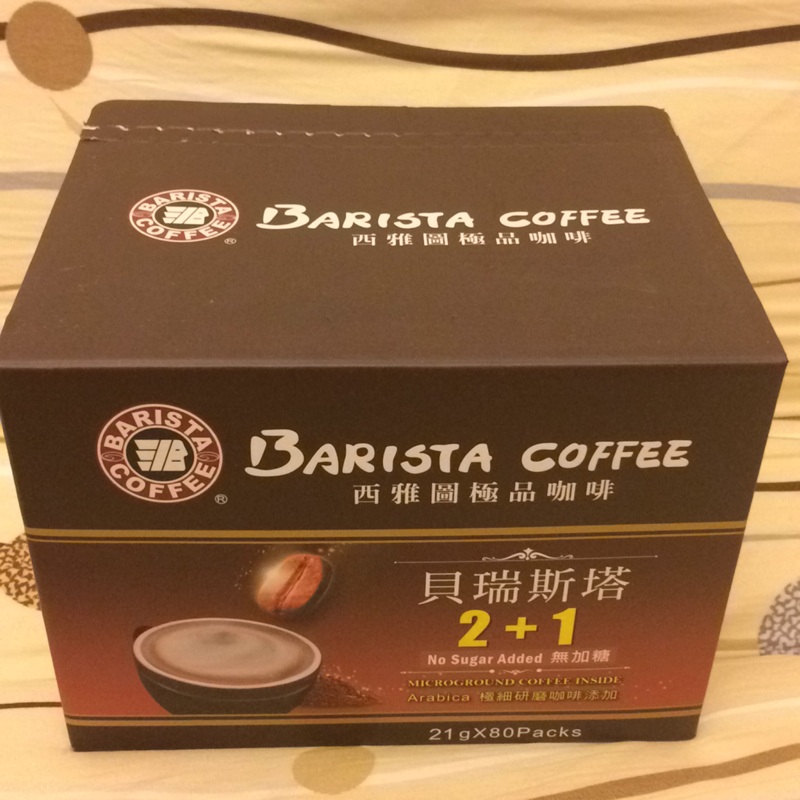 BARISTA
COFFEE
®
BARISTA COFFEE
西雅圖極品咖啡
BARISTA
COFFEE
®
BARISTA COFFEE
西雅圖極品咖啡
貝瑞斯塔
2+1
No Sugar Added 無加糖
MICROGROUND COFFEE INSIDE
Arabica 極細研磨咖啡添加
21gX80Packs